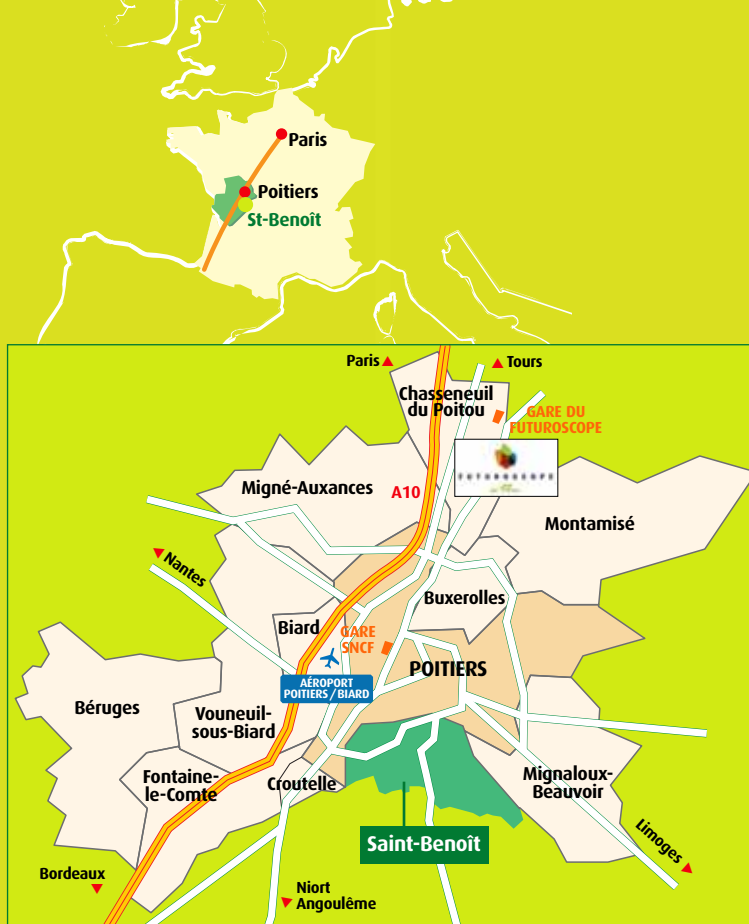 Paris
Poitiers
St-Benoît
Paris
Tours
Chasseneuil
du Poitou
GARE DU
FUTUROSCOPE
FUTUROSCOPE
Migné-Auxances
A10
Montamisé
Nantes
Buxerolles
Biard
GARE
SNCF
POITIERS
AÉROPORT
POITIERS / BIARD
Béruges
Vouneuil-
sous-Biard
Fontaine-
le-Comte
Croutelle
Mignaloux-
Beauvoir
Saint-Benoît
Limoges
Bordeaux
Niort
Angoulême